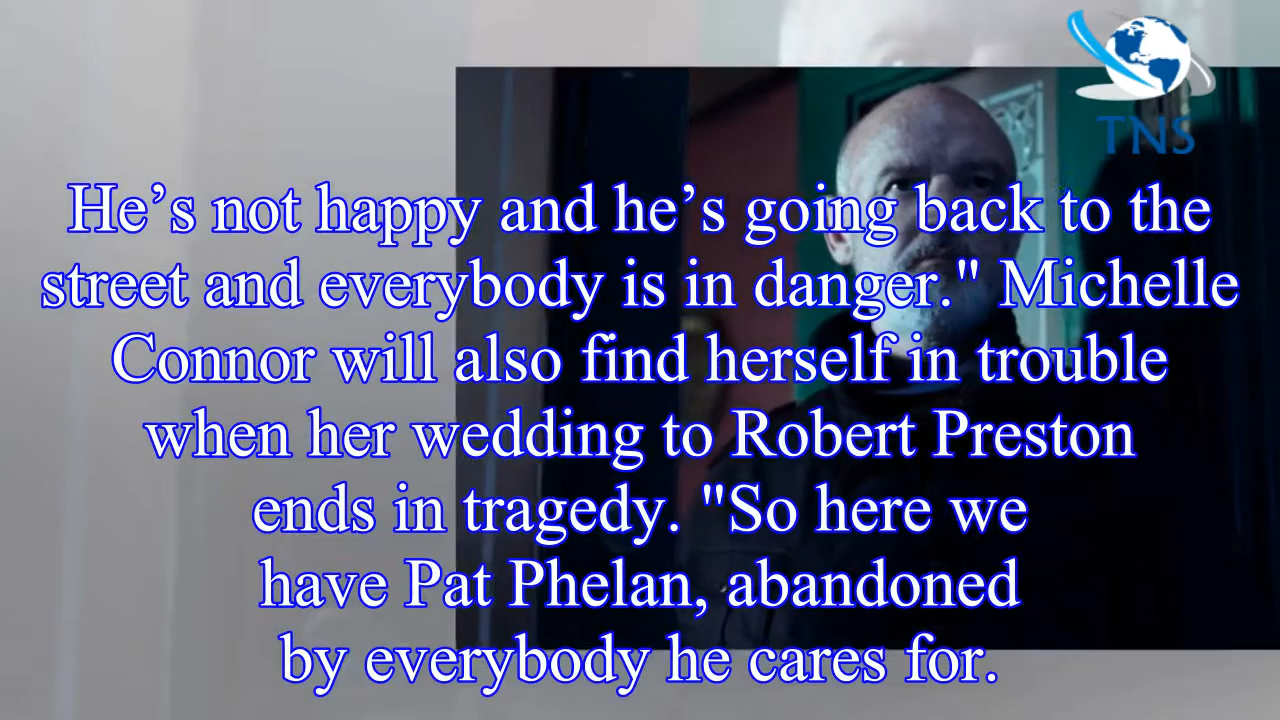 TNS
He’s not happy and he’s going back to the
street and everybody is in danger." Michelle
Connor will also find herself in trouble
when her wedding to Robert Preston
ends in tragedy. "So here we
have Pat Phelan, abandoned
by everybody he cares for.